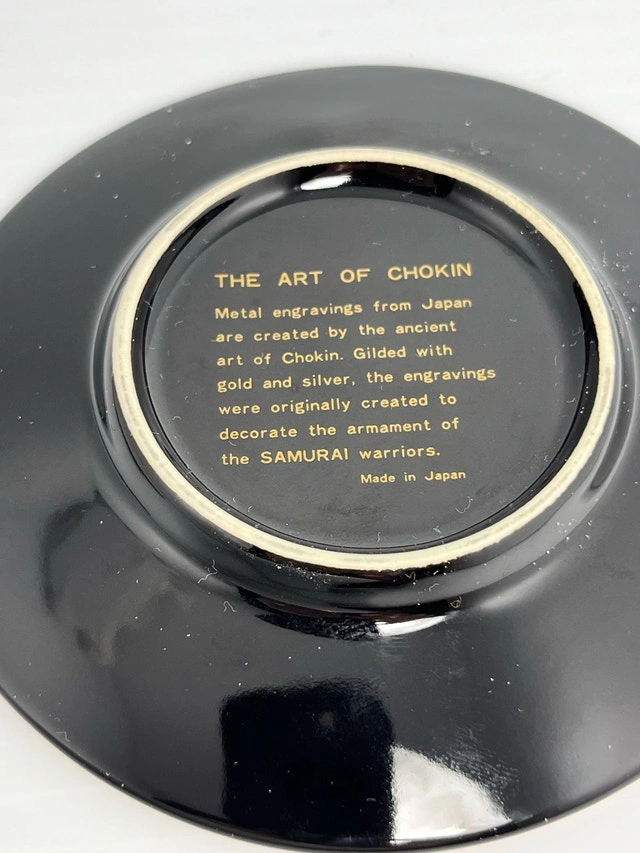 THE ART OF CHOKIN
Metal engravings from Japan
are created by the ancient
art of Chokin. Gilded with
gold and silver, the engravings
were originally created to
decorate the armament of
the SAMURAI warriors.
Made in Japan